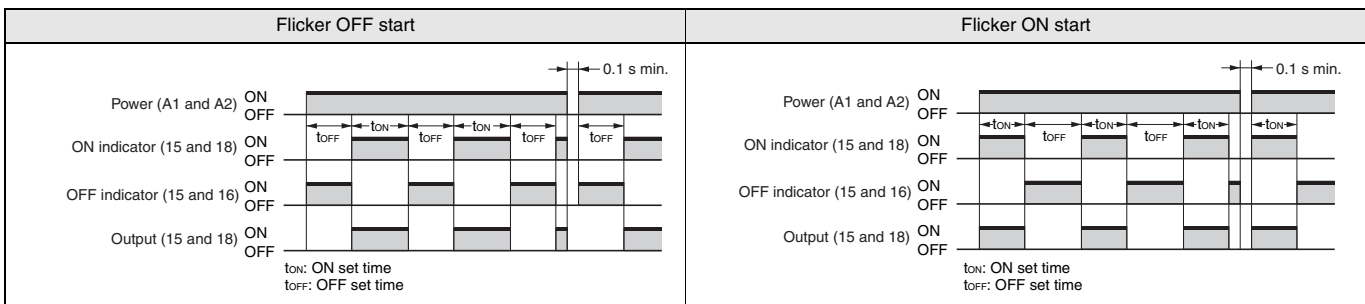 Flicker OFF start
0.1 s min.
Power (A1 and A2) ON
OFF
tOFF tON tOFF tON tOFF tOFF
ON indicator (15 and 18) ON
OFF
OFF indicator (15 and 16) ON
OFF
Output (15 and 18) ON
OFF
tON: ON set time
tOFF: OFF set time
Flicker ON start
0.1 s min.
Power (A1 and A2) ON
OFF
tON tOFF tON tOFF tON tON
ON indicator (15 and 18) ON
OFF
OFF indicator (15 and 16) ON
OFF
Output (15 and 18) ON
OFF
tON: ON set time
tOFF: OFF set time